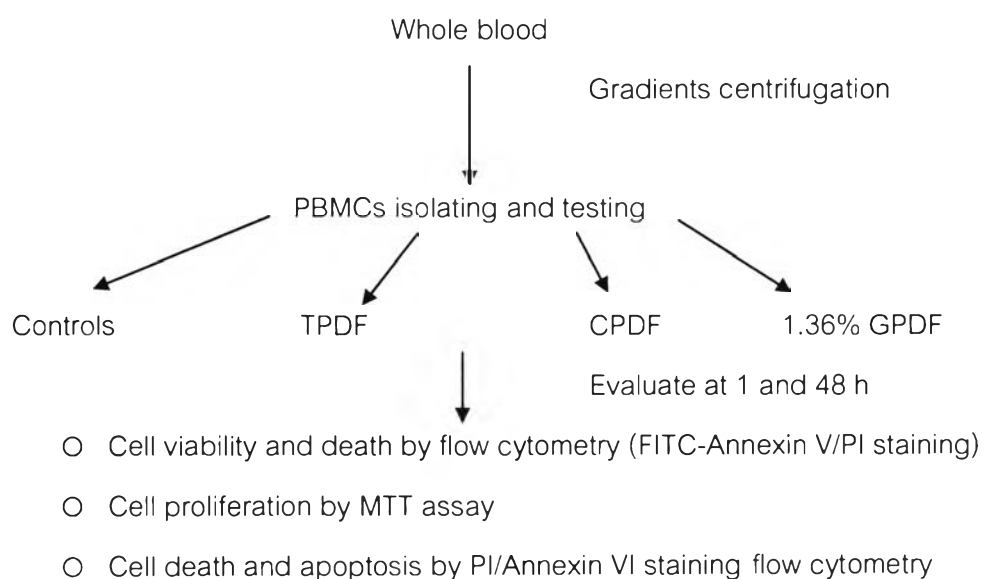 Whole blood
Gradients centrifugation
PBMCs isolating and testing
Controls TPDF CPDF 1.36% GPDF
Evaluate at 1 and 48 h
Cell viability and death by flow cytometry (FITC-Annexin V/PI staining)
Cell proliferation by MTT assay
Cell death and apoptosis by PI/Annexin VI staining flow cytometry